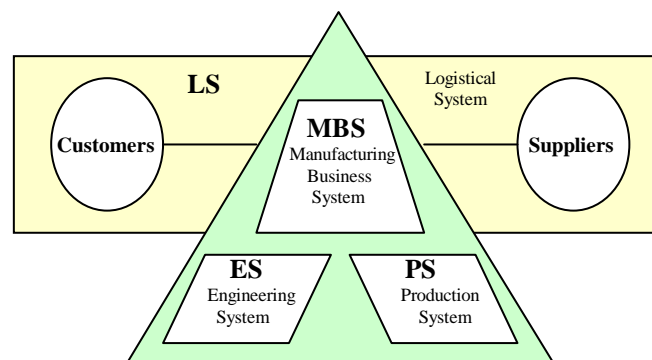 LS
Logistical
System
Customers
MBS
Manufacturing
Business
System
Suppliers
ES
Engineering
System
PS
Production
System